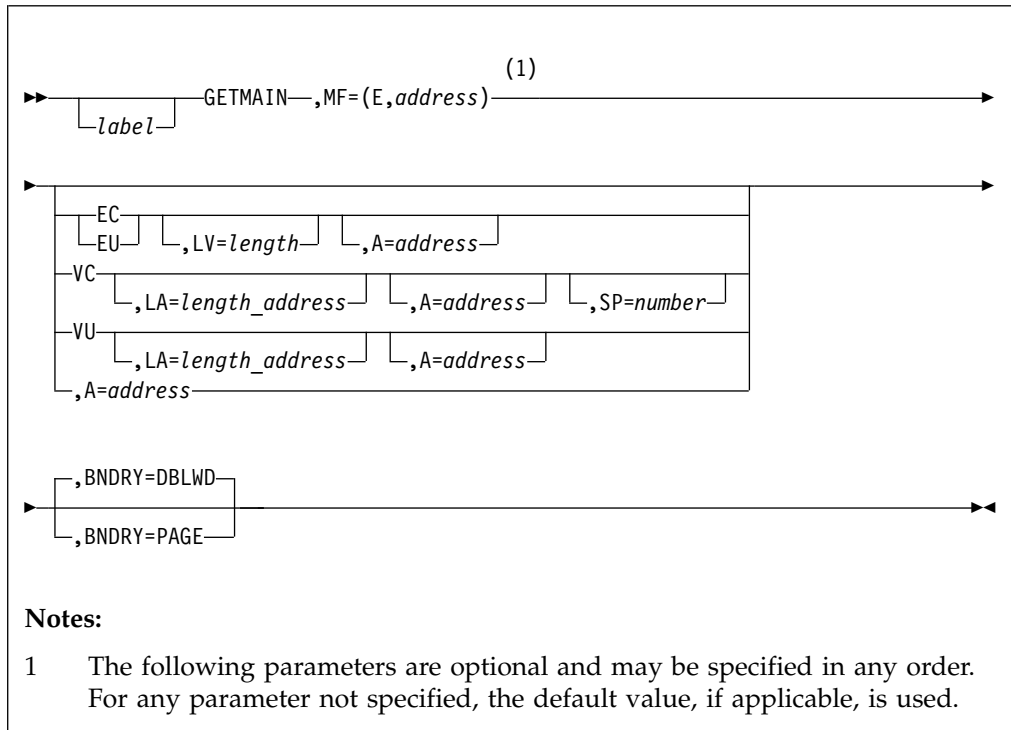 (1)
GETMAIN ,MF=(E,address)
label
EC
EU ,LV=length ,A=address
VC
,LA=length_address ,A=address ,SP=number
VU
,LA=length_address ,A=address
,A=address
,BNDRY=DBLWD
,BNDRY=PAGE
Notes:
1 The following parameters are optional and may be specified in any order.
For any parameter not specified, the default value, if applicable, is used.